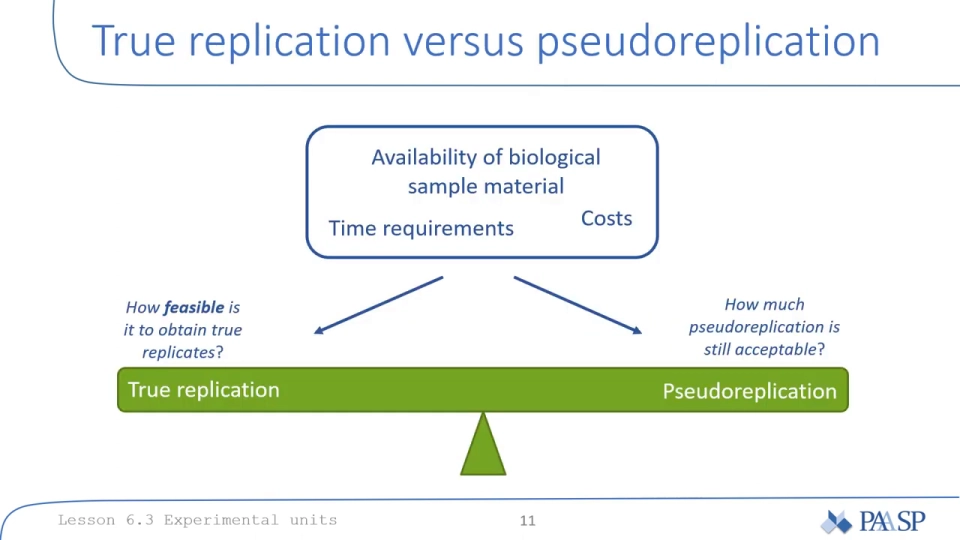 True replication versus pseudoreplication
Availability of biological
sample material
Time requirements
Costs
How feasible is
it to obtain true
replicates?
How much
pseudoreplication is
still acceptable?
True replication
Pseudoreplication
Lesson 6.3 Experimental units
11
PAASP